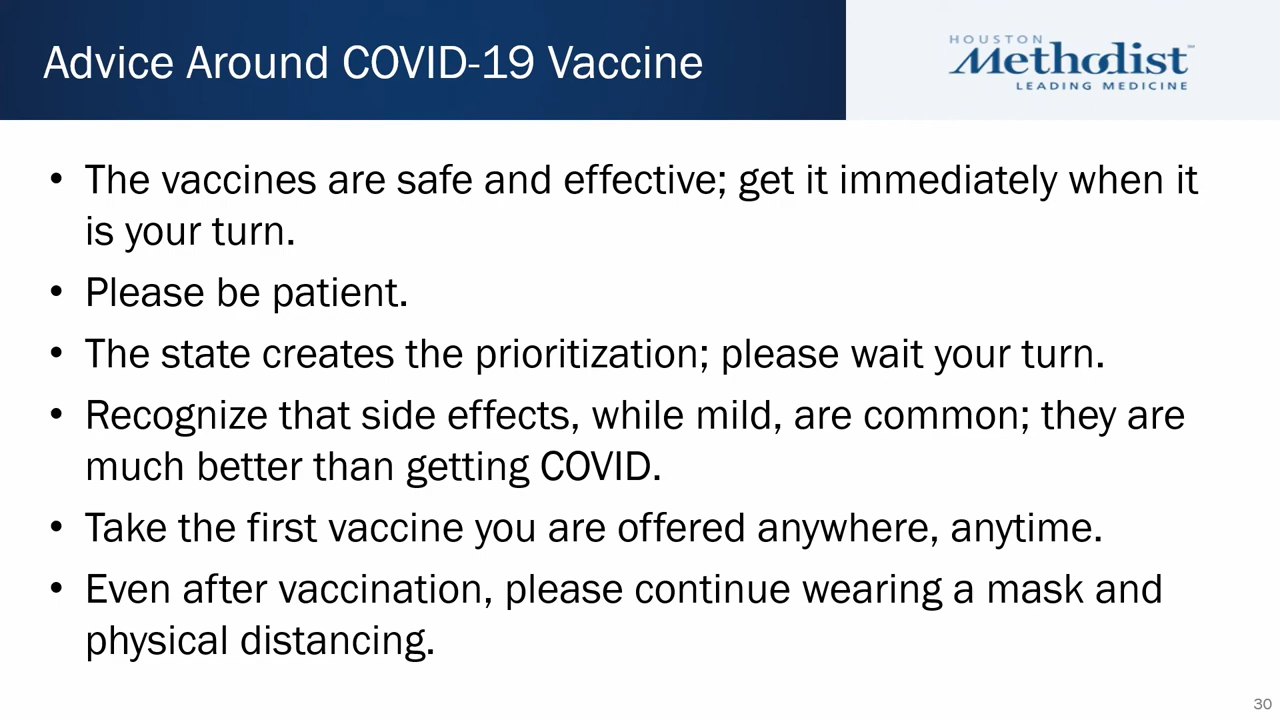 Advice Around COVID-19 Vaccine
HOUSTON
Methodist
LEADING MEDICINE
• The vaccines are safe and effective; get it immediately when it
is your turn.
• Please be patient.
• The state creates the prioritization; please wait your turn.
• Recognize that side effects, while mild, are common; they are
much better than getting COVID.
• Take the first vaccine you are offered anywhere, anytime.
• Even after vaccination, please continue wearing a mask and
physical distancing.
30